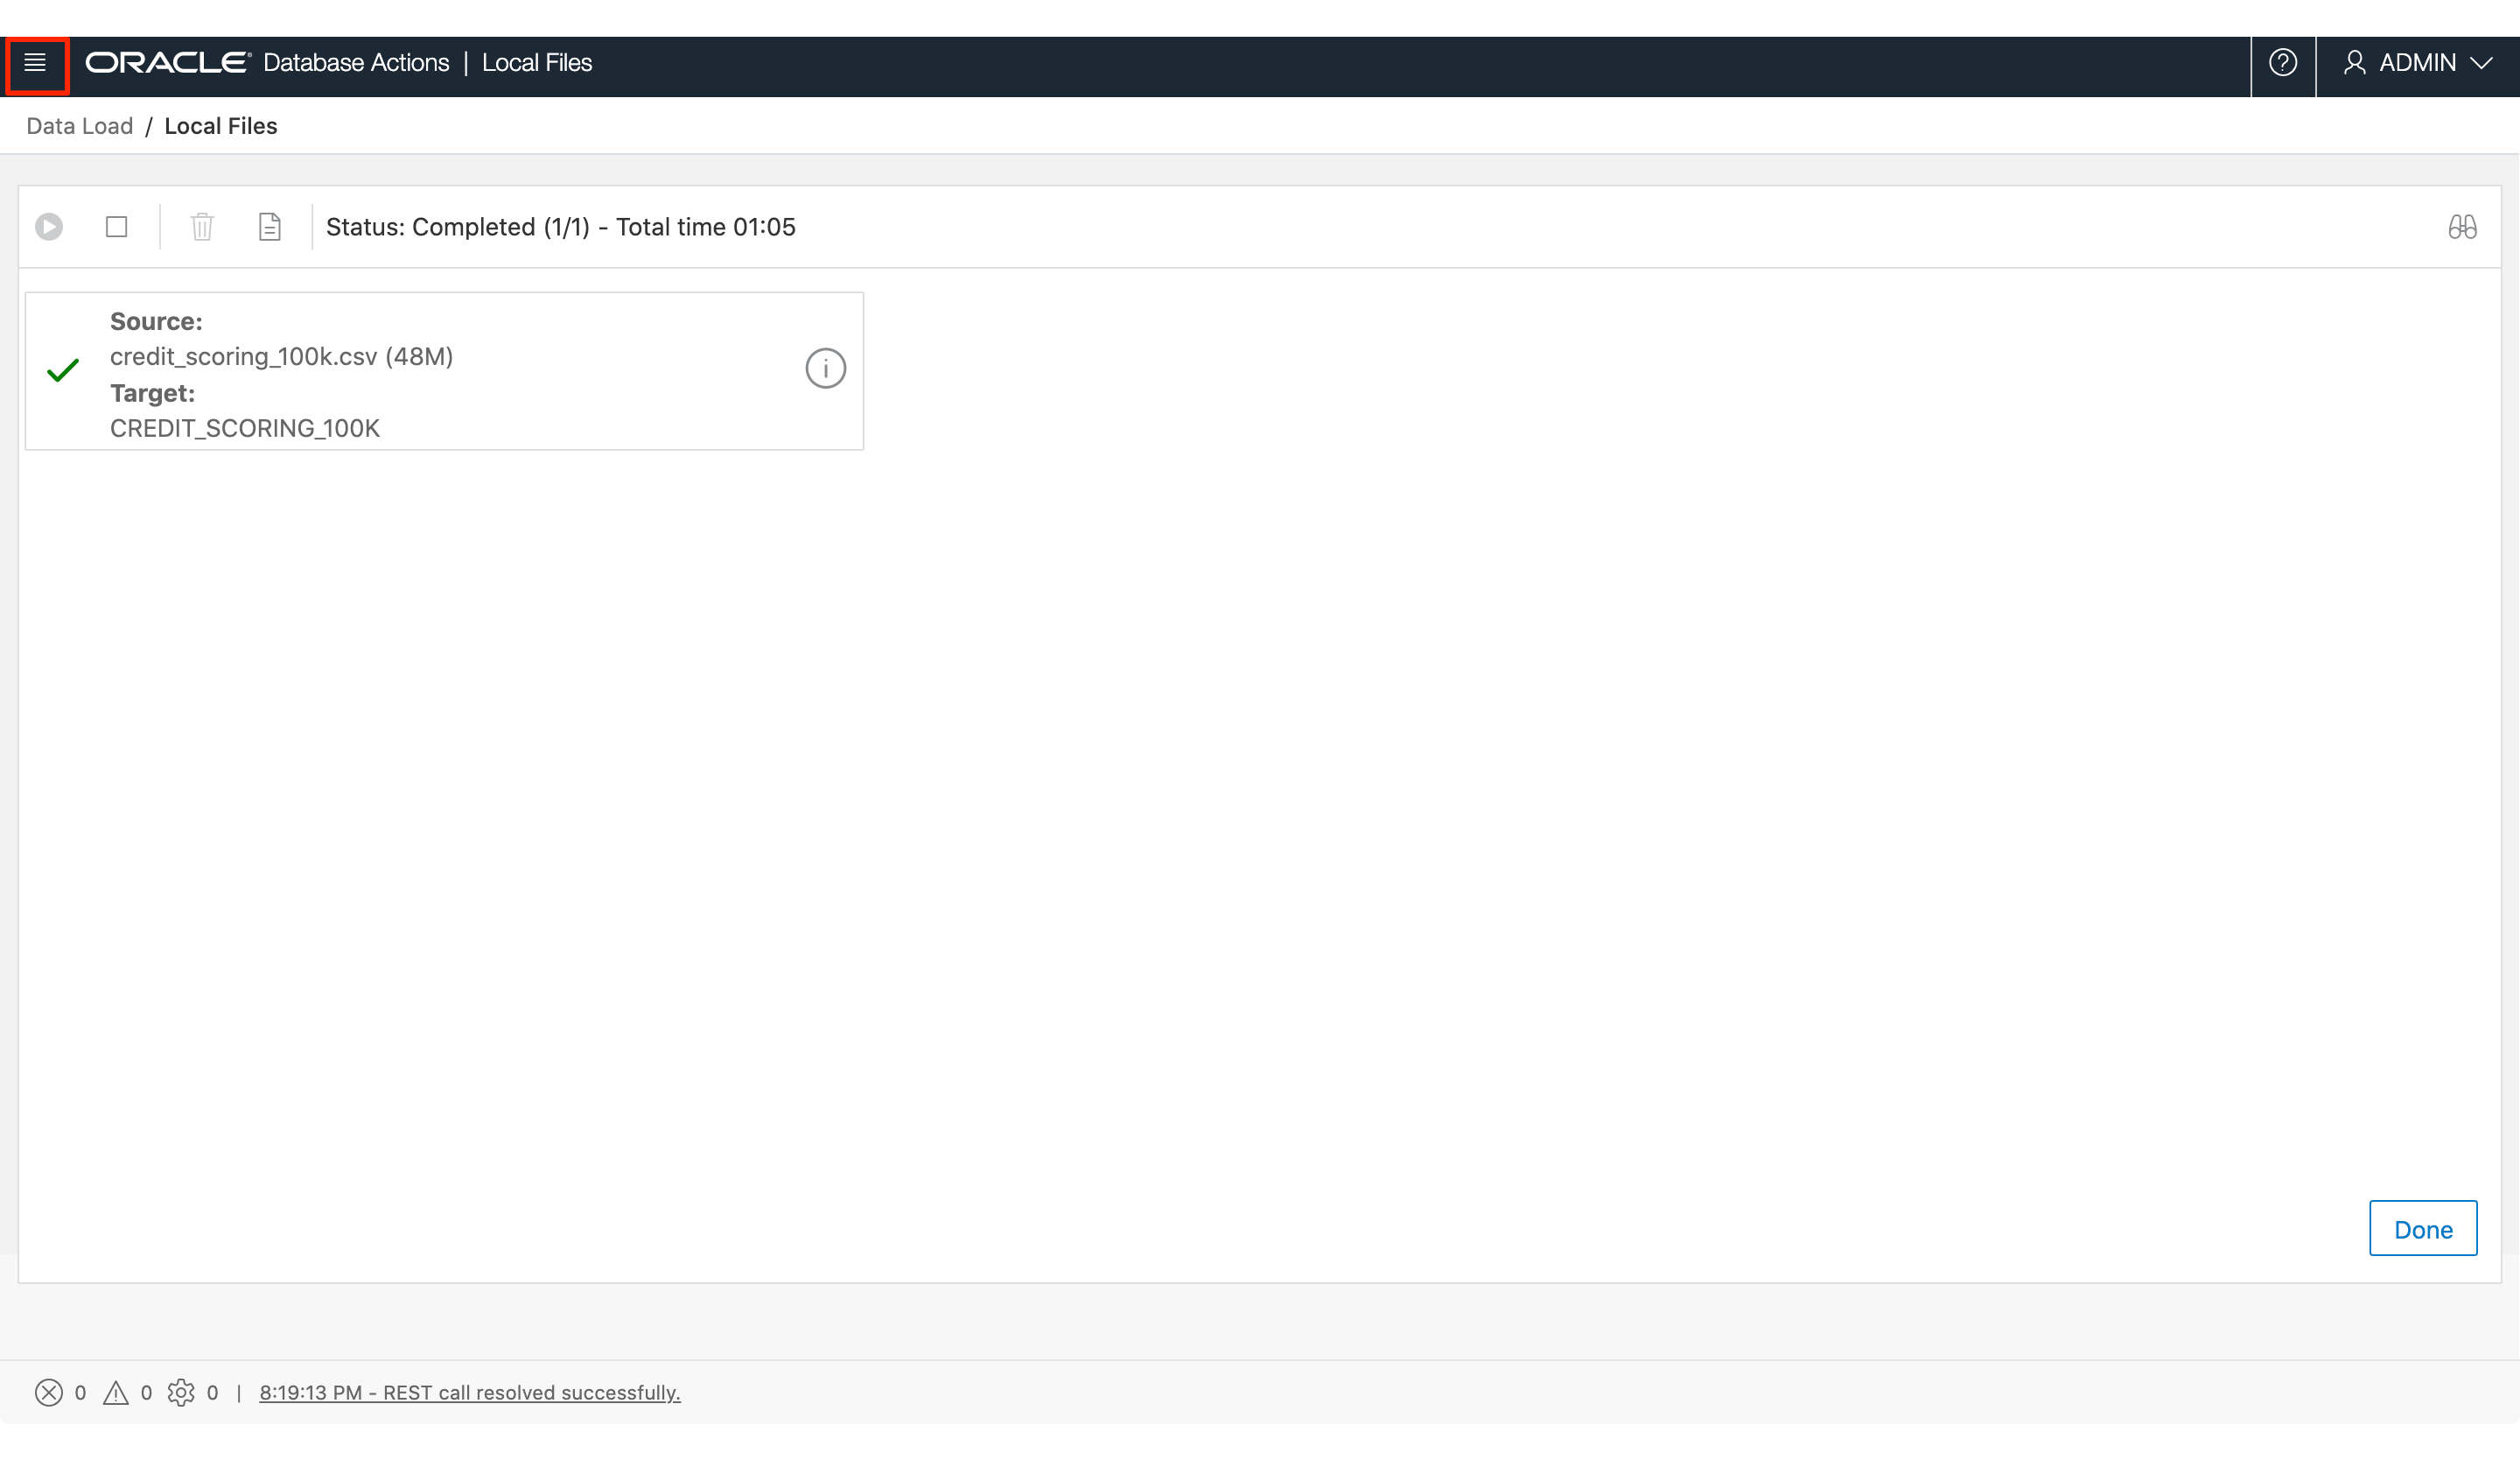 ORACLE Database Actions | Local Files
ADMIN
Data Load / Local Files
Status: Completed (1/1) - Total time 01:05
Source:
credit_scoring_100k.csv (48M)
Target:
CREDIT_SCORING_100K
Done
0 0 0 | 8:19:13 PM - REST call resolved successfully.